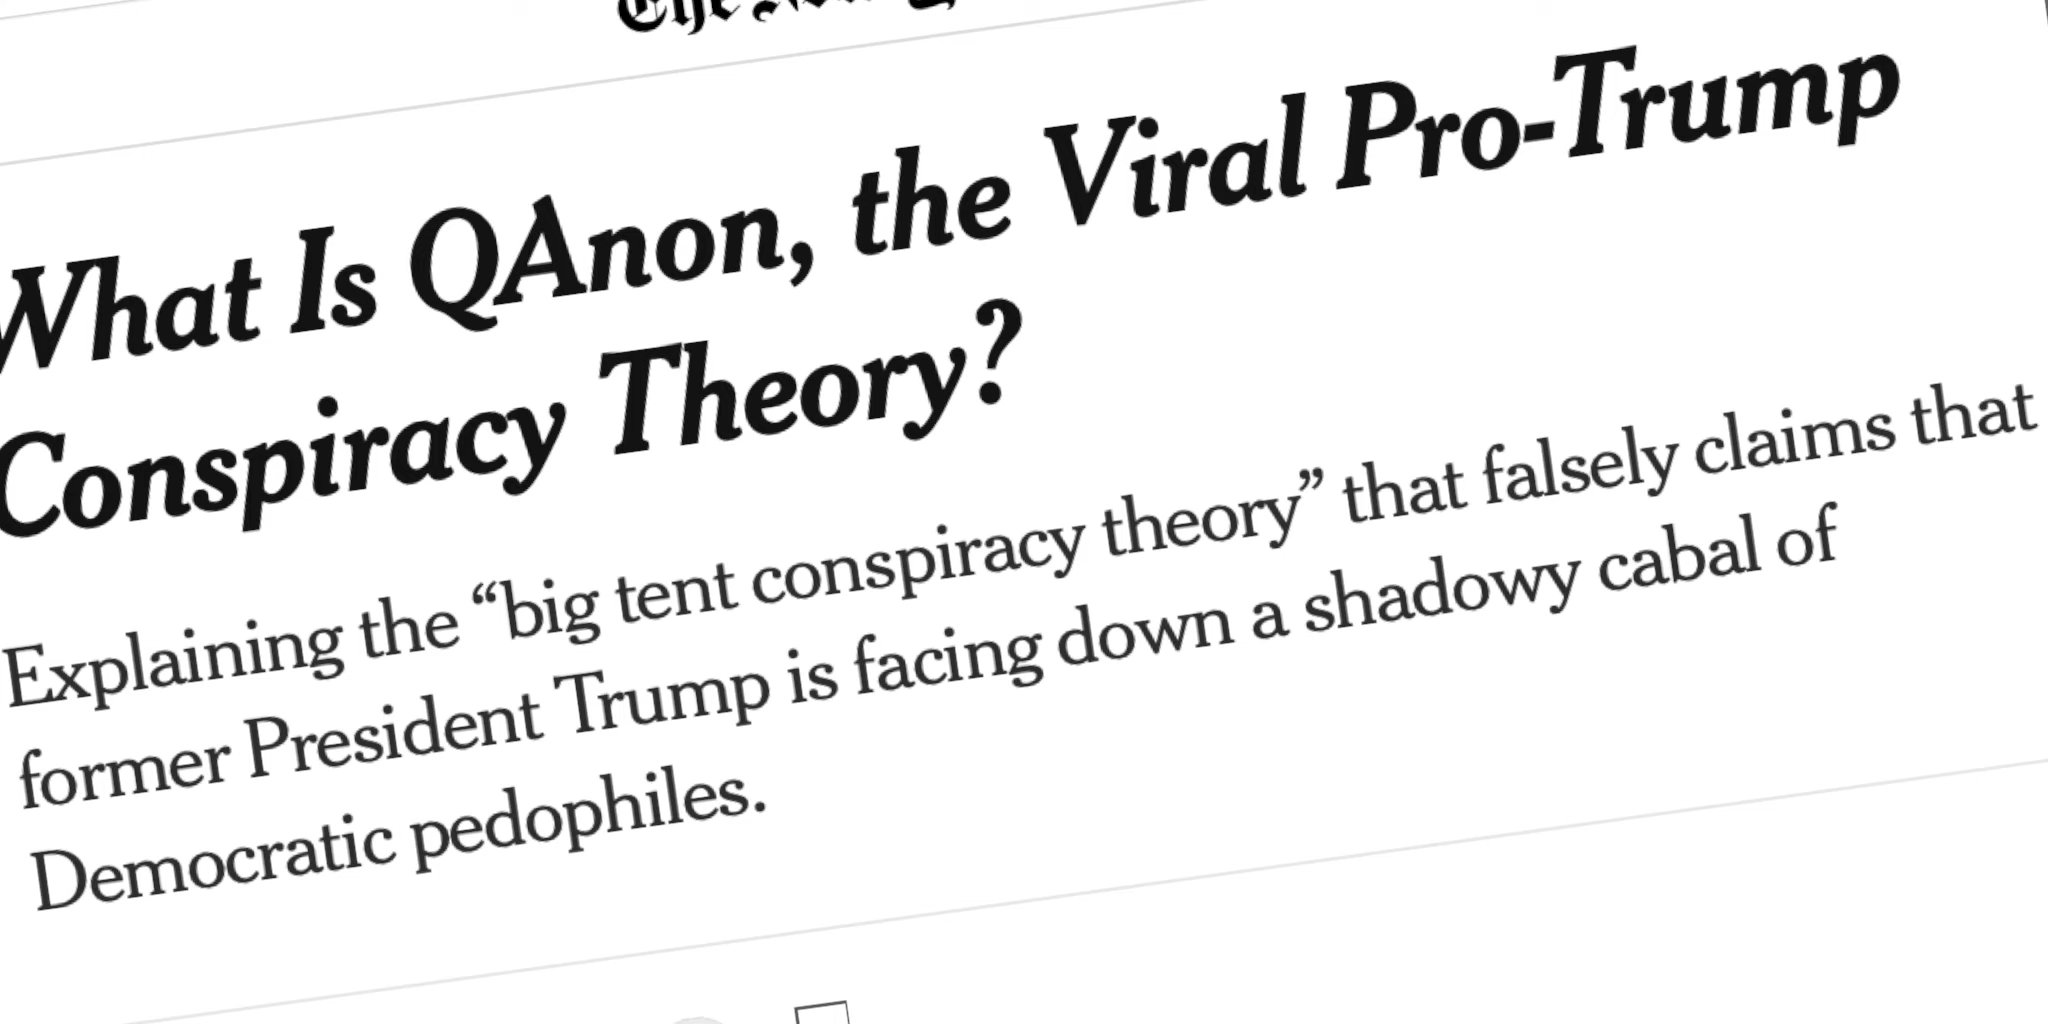 What Is QAnon, the Viral Pro-Trump
Conspiracy Theory?
Explaining the “big tent conspiracy theory” that falsely claims that
former President Trump is facing down a shadowy cabal of
Democratic pedophiles.